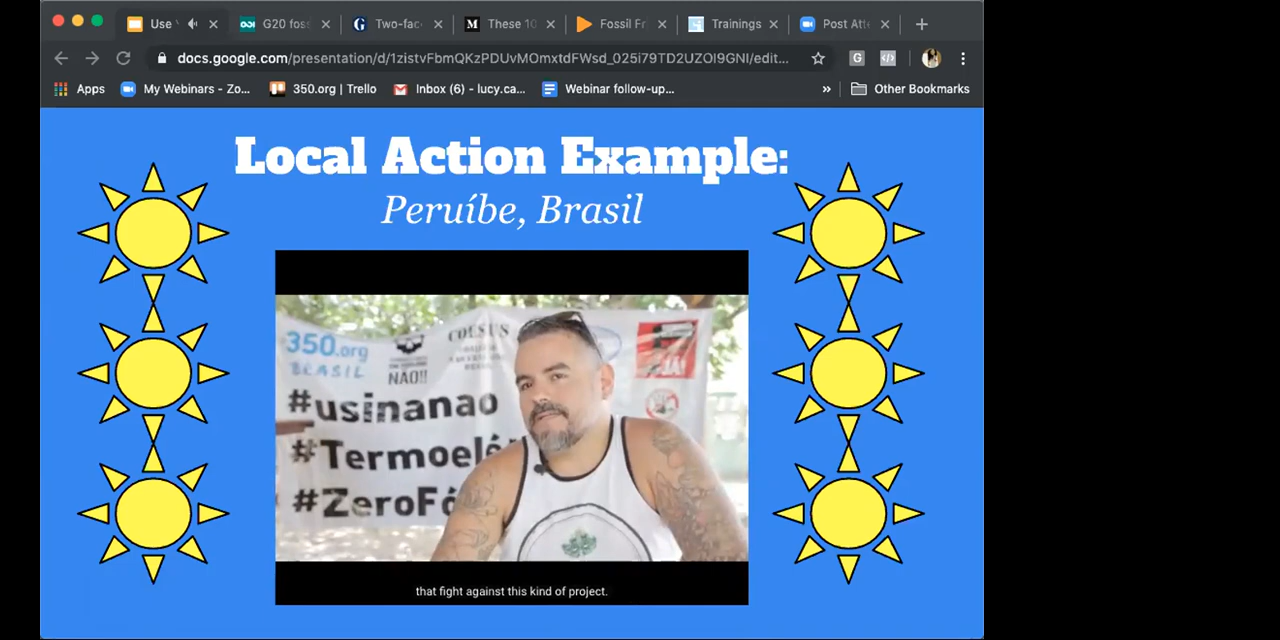 Use
G20 foss
Two-fac
These 10
Fossil Fr
Trainings
Post Atte
docs.google.com/presentation/d/1zistvFbmQKzPDUvMOmxtdFWsd_025i79TD2UZOI9GNI/edit...
Apps
My Webinars - Zo...
350.org | Trello
Inbox (6) - lucy.ca...
Webinar follow-up...
»
Other Bookmarks
Local Action Example:
Peruíbe, Brasil
350.org
BRASIL
NÃO!!
COESUS
#usinanao
#Termoelé
#ZeroFó
that fight against this kind of project.